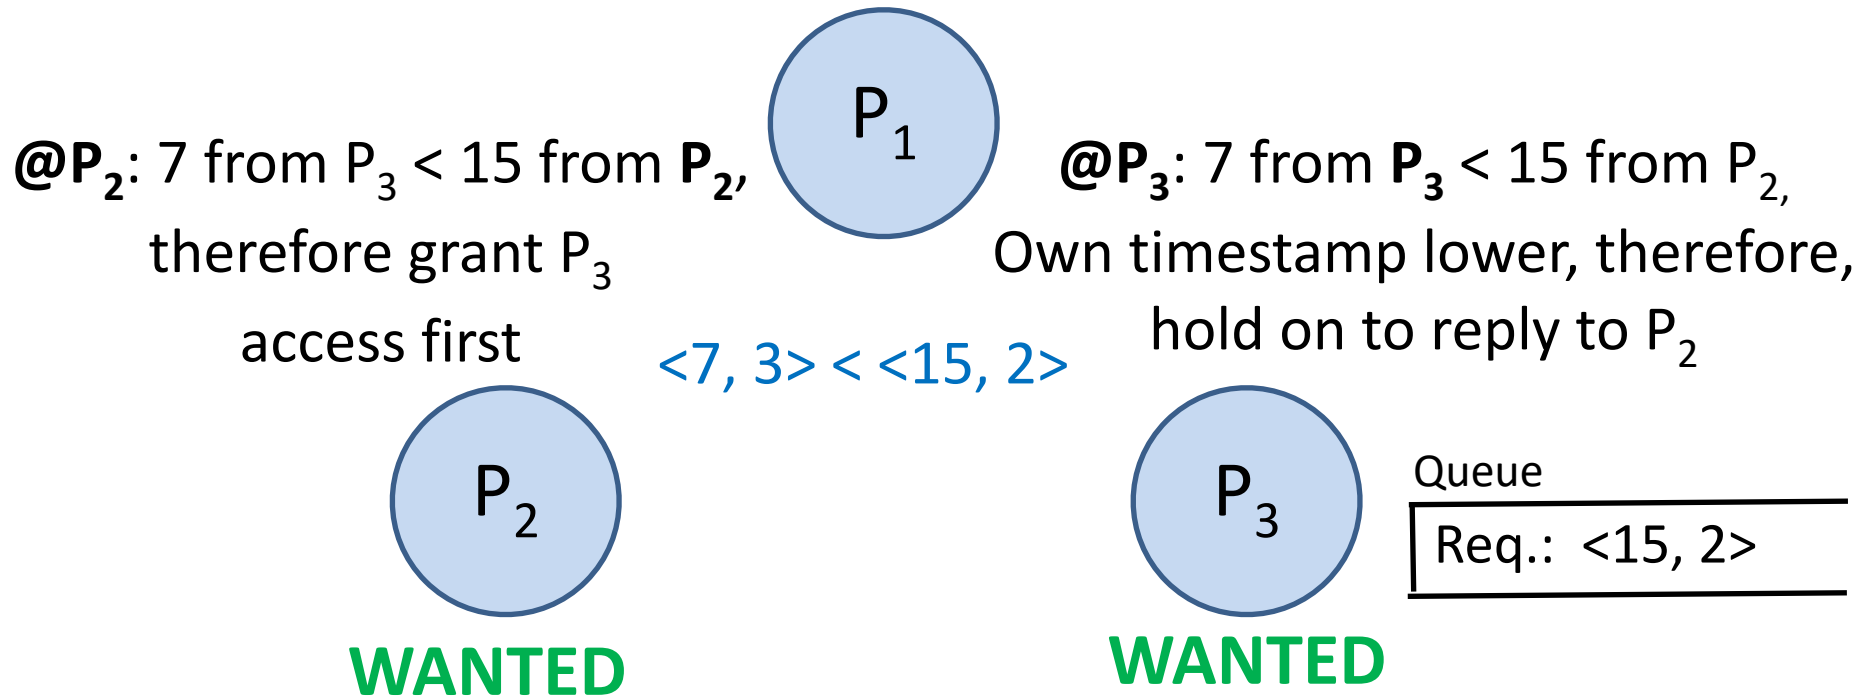 P1
@P2: 7 from P3 < 15 from P2,
therefore grant P3
access first
@P3: 7 from P3 < 15 from P2,
Own timestamp lower, therefore,
hold on to reply to P2
<7, 3> < <15, 2>
P2
WANTED
P3
WANTED
Queue
Req.: <15, 2>